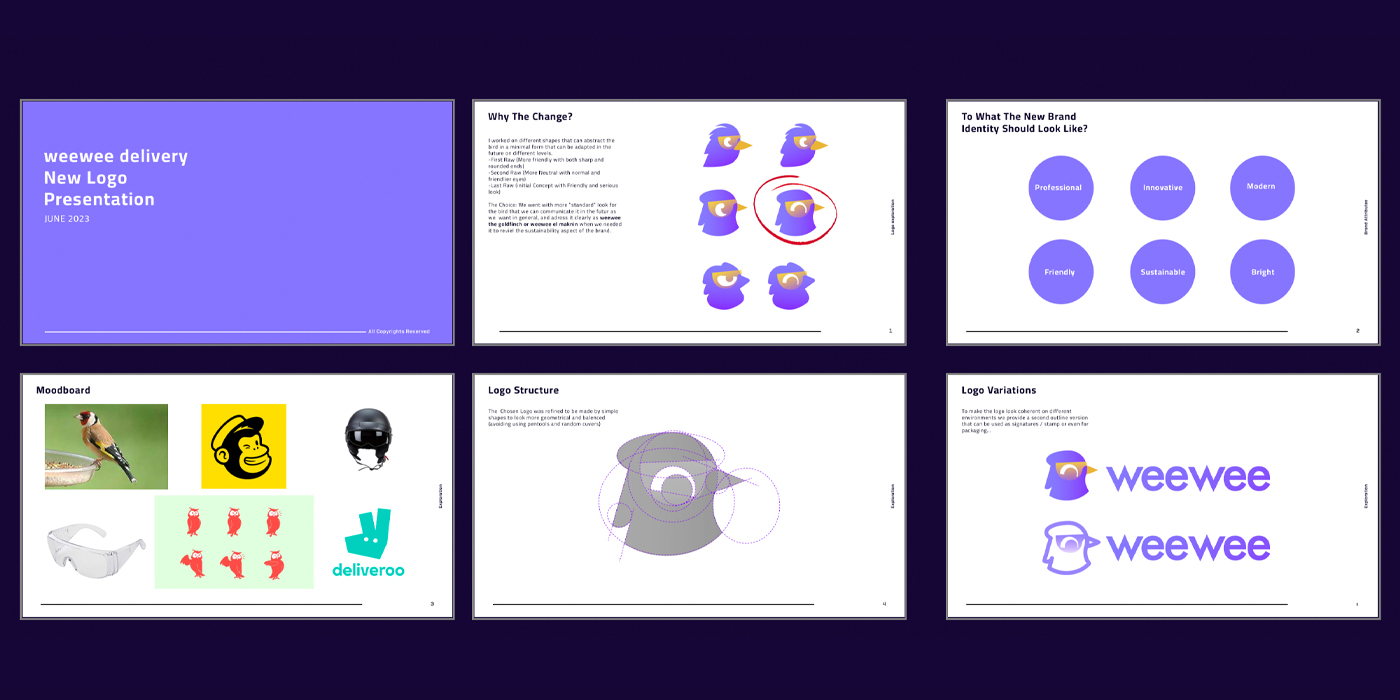 weewee delivery
New Logo
Presentation
JUNE 2023
All Copyrights Reserved
Why The Change?
I worked on different shapes that can abstract the
bird in a minimal form that can be adapted in the
future on different levels.
-First Raw (More friendly with both sharp and
rounded ends)
-Second Raw (More Neutral with normal and
friendlier eyes)
-Last Raw (Initial Concept with Friendly and serious
look)
The Choice: We went with more "standard" look for
the bird that we can communicate it in the futur as
we want in general, and adress it clearly as weewee
the goldfinch or weewee el maknin when we needed
it to revlel the sustainability aspect of the brand.
Logo exploration
1
To What The New Brand
Identity Should Look Like?
Professional
Innovative
Modern
Friendly
Sustainable
Bright
Brand Attributes
2
Moodboard
deliveroo
Exploration
3
Logo Structure
The Chosen Logo was refined to be made by simple
shapes to look more geometrical and balanced
(avoiding using pentools and random cuvers)
Exploration
4
Logo Variations
To make the logo look coherent on different
environments we provide a second outline version
that can be used as signatures / stamp or even for
packaging...
weewee
weewee
Exploration